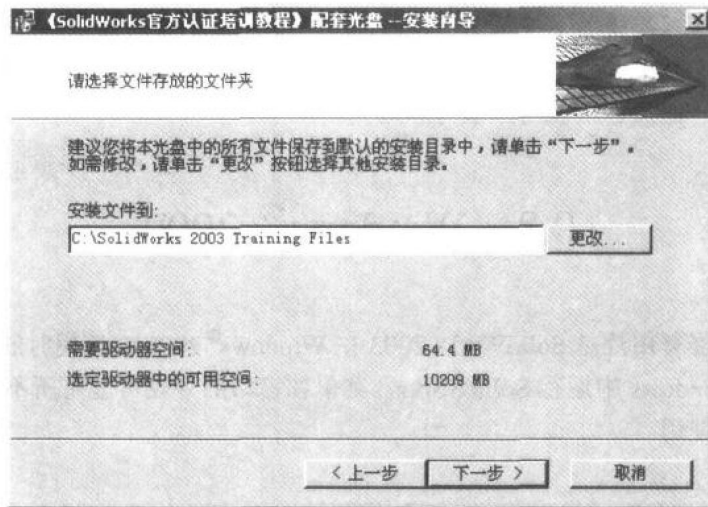 《SolidWorks官方认证培训教程》配套光盘--安装向导
请选择文件存放的文件夹
建议您将本光盘中的所有文件保存到默认的安装目录中，请单击“下一步”。
如需修改，请单击“更改”按钮选择其他安装目录。
安装文件到:
C:\SolidWorks 2003 Training Files
更改...
需要驱动器空间:
64.4 MB
选定驱动器中的可用空间:
10209 MB
< 上一步
下一步 >
取消